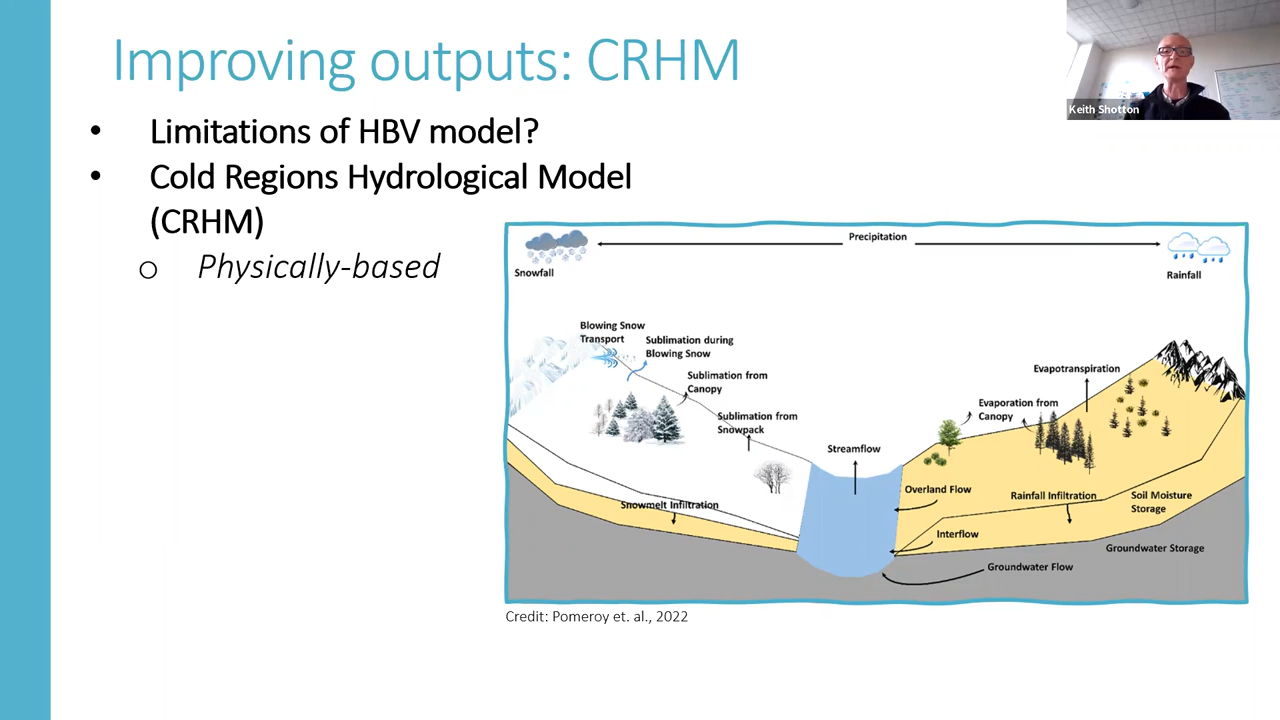 Improving outputs: CRHM
Keith Shotton
• Limitations of HBV model?
• Cold Regions Hydrological Model
(CRHM)
o Physically-based
Precipitation
Snowfall
Rainfall
Blowing Snow
Transport
Sublimation during
Blowing Snow
Sublimation from
Canopy
Sublimation from
Snowpack
Evapotranspiration
Evaporation from
Canopy
Streamflow
Overland Flow
Rainfall Infiltration
Soil Moisture
Storage
Snowmelt Infiltration
Interflow
Groundwater Storage
Groundwater Flow
Credit: Pomeroy et. al., 2022